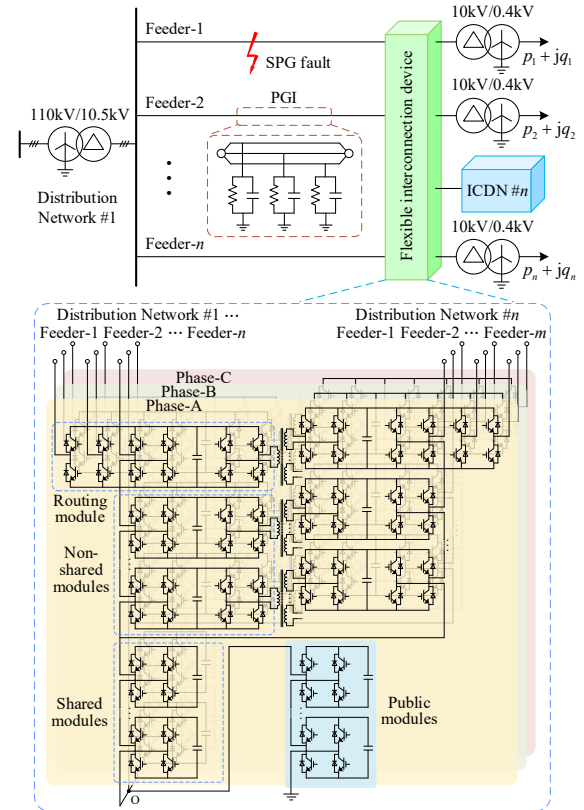 Feeder-1
10kV/0.4kV
SPG fault
p₁ + jq₁
Feeder-2
PGI
10kV/0.4kV
p₂ + jq₂
110kV/10.5kV
Distribution
Network #1
Flexible interconnection device
ICDN #n
Feeder-n
10kV/0.4kV
pₙ + jqₙ
Distribution Network #1 ···
Feeder-1 Feeder-2 ··· Feeder-n
Distribution Network #n
Feeder-1 Feeder-2 ··· Feeder-m
Phase-C
Phase-B
Phase-A
Routing
module
Non-
shared
modules
Shared
modules
Public
modules
O